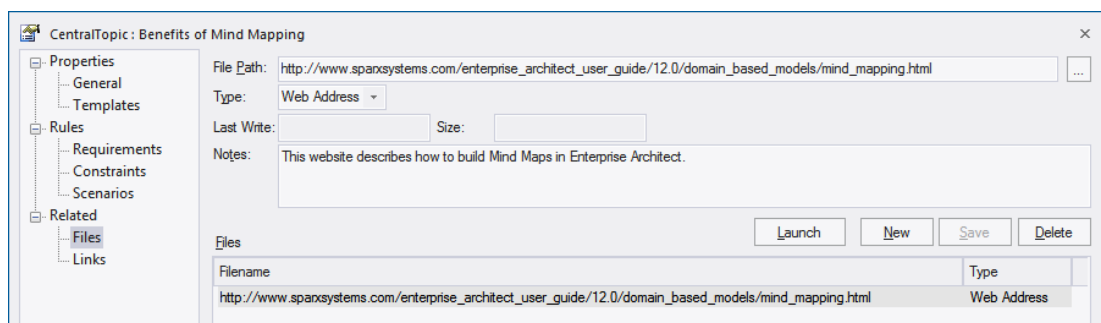 CentralTopic : Benefits of Mind Mapping
Properties
General
Templates
Rules
Requirements
Constraints
Scenarios
Related
Files
Links
File Path: http://www.sparxsystems.com/enterprise_architect_user_guide/12.0/domain_based_models/mind_mapping.html ...
Type: Web Address
Last Write: Size:
Notes: This website describes how to build Mind Maps in Enterprise Architect.
Launch New Save Delete
Files
Filename Type
http://www.sparxsystems.com/enterprise_architect_user_guide/12.0/domain_based_models/mind_mapping.html Web Address